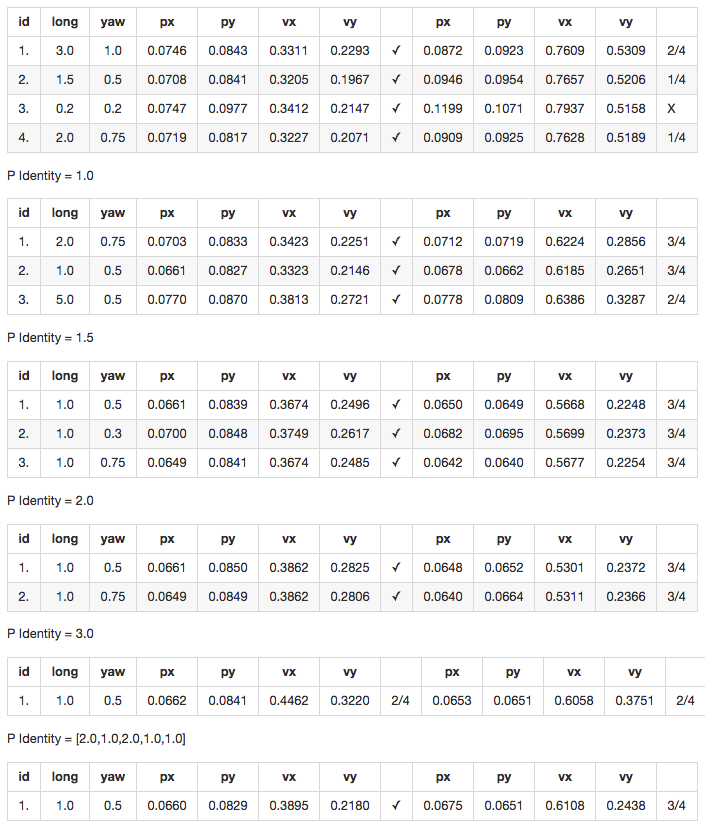 id long yaw px py vx vy px py vx vy
1. 3.0 1.0 0.0746 0.0843 0.3311 0.2293 ✓ 0.0872 0.0923 0.7609 0.5309 2/4
2. 1.5 0.5 0.0708 0.0841 0.3205 0.1967 ✓ 0.0946 0.0954 0.7657 0.5206 1/4
3. 0.2 0.2 0.0747 0.0977 0.3412 0.2147 ✓ 0.1199 0.1071 0.7937 0.5158 X
4. 2.0 0.75 0.0719 0.0817 0.3227 0.2071 ✓ 0.0909 0.0925 0.7628 0.5189 1/4
P Identity = 1.0
id long yaw px py vx vy px py vx vy
1. 2.0 0.75 0.0703 0.0833 0.3423 0.2251 ✓ 0.0712 0.0719 0.6224 0.2856 3/4
2. 1.0 0.5 0.0661 0.0827 0.3323 0.2146 ✓ 0.0678 0.0662 0.6185 0.2651 3/4
3. 5.0 0.5 0.0770 0.0870 0.3813 0.2721 ✓ 0.0778 0.0809 0.6386 0.3287 2/4
P Identity = 1.5
id long yaw px py vx vy px py vx vy
1. 1.0 0.5 0.0661 0.0839 0.3674 0.2496 ✓ 0.0650 0.0649 0.5668 0.2248 3/4
2. 1.0 0.3 0.0700 0.0848 0.3749 0.2617 ✓ 0.0682 0.0695 0.5699 0.2373 3/4
3. 1.0 0.75 0.0649 0.0841 0.3674 0.2485 ✓ 0.0642 0.0640 0.5677 0.2254 3/4
P Identity = 2.0
id long yaw px py vx vy px py vx vy
1. 1.0 0.5 0.0661 0.0850 0.3862 0.2825 ✓ 0.0648 0.0652 0.5301 0.2372 3/4
2. 1.0 0.75 0.0649 0.0849 0.3862 0.2806 ✓ 0.0640 0.0664 0.5311 0.2366 3/4
P Identity = 3.0
id long yaw px py vx vy px py vx vy
1. 1.0 0.5 0.0662 0.0841 0.4462 0.3220 2/4 0.0653 0.0651 0.6058 0.3751 2/4
P Identity = [2.0,1.0,2.0,1.0,1.0]
id long yaw px py vx vy px py vx vy
1. 1.0 0.5 0.0660 0.0829 0.3895 0.2180 ✓ 0.0675 0.0651 0.6108 0.2438 3/4